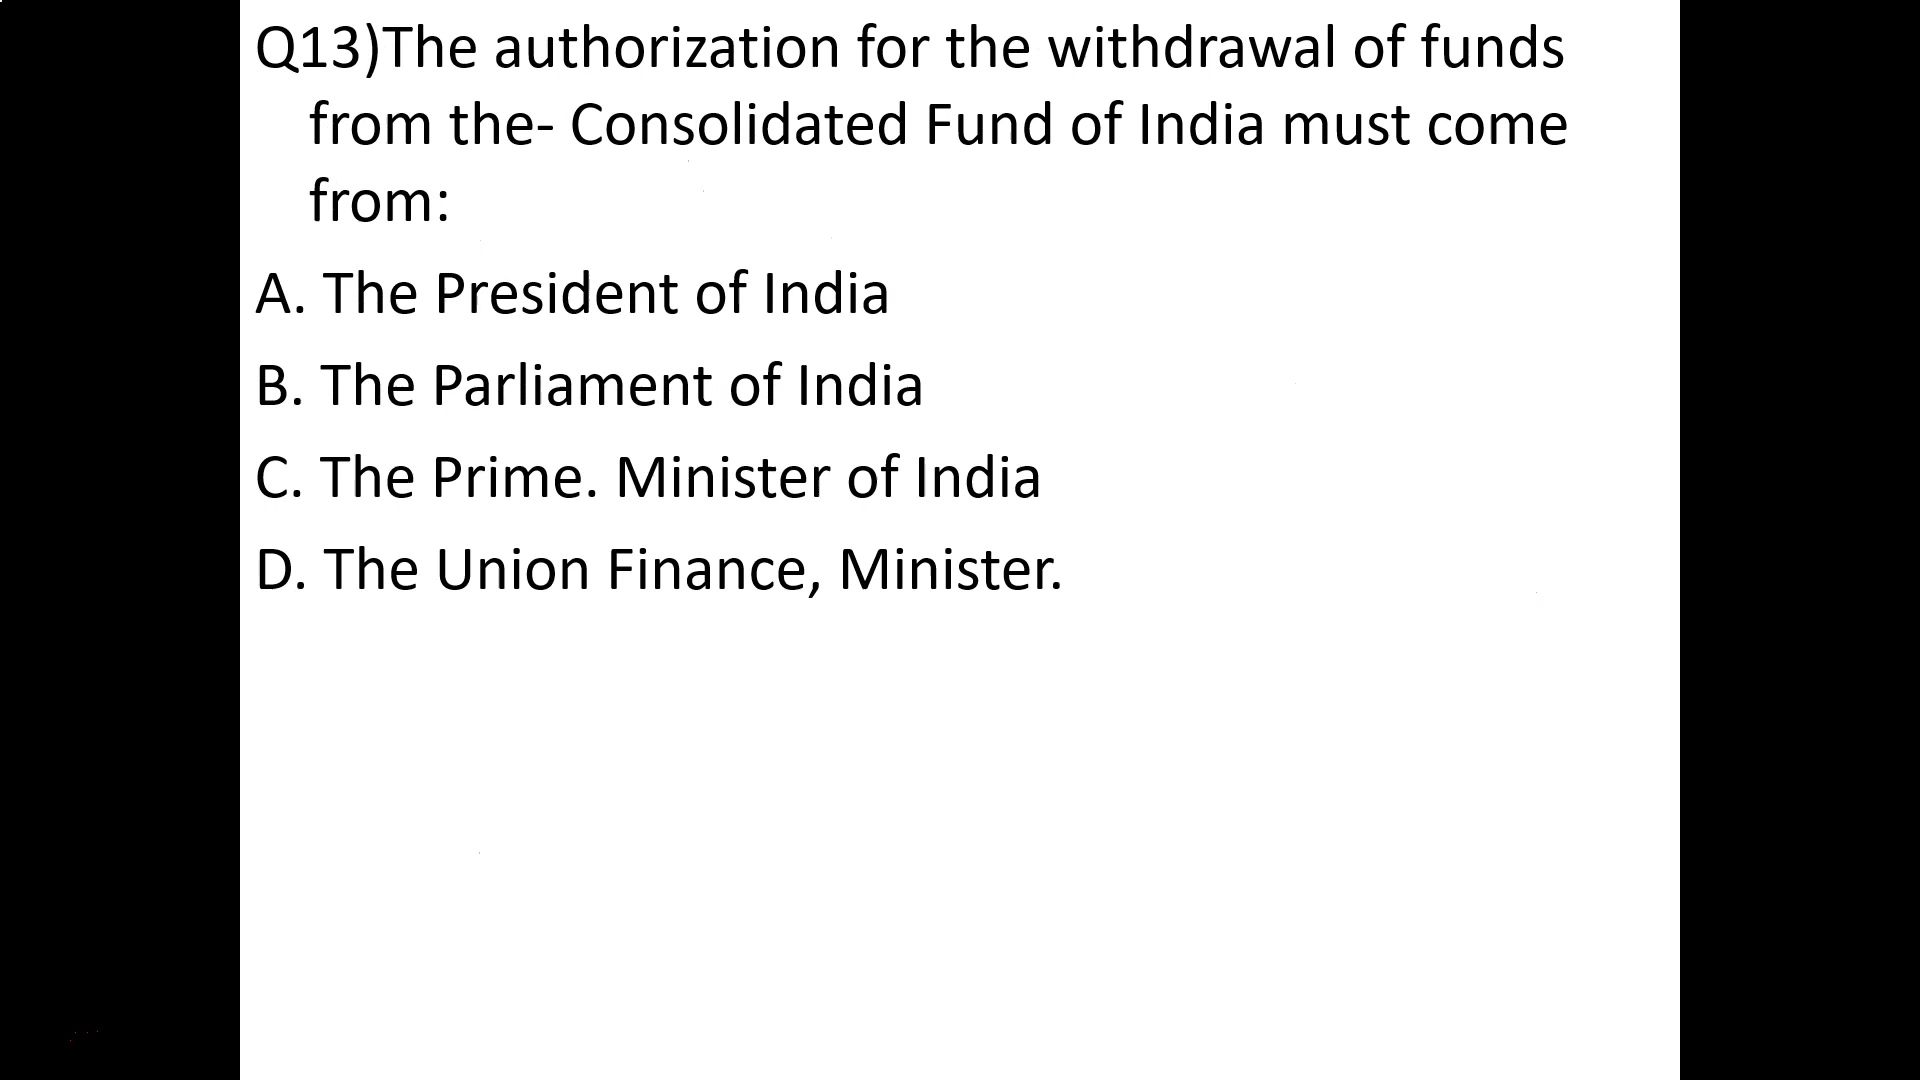 Q13)The authorization for the withdrawal of funds
from the- Consolidated Fund of India must come
from:
A. The President of India
B. The Parliament of India
C. The Prime. Minister of India
D. The Union Finance, Minister.